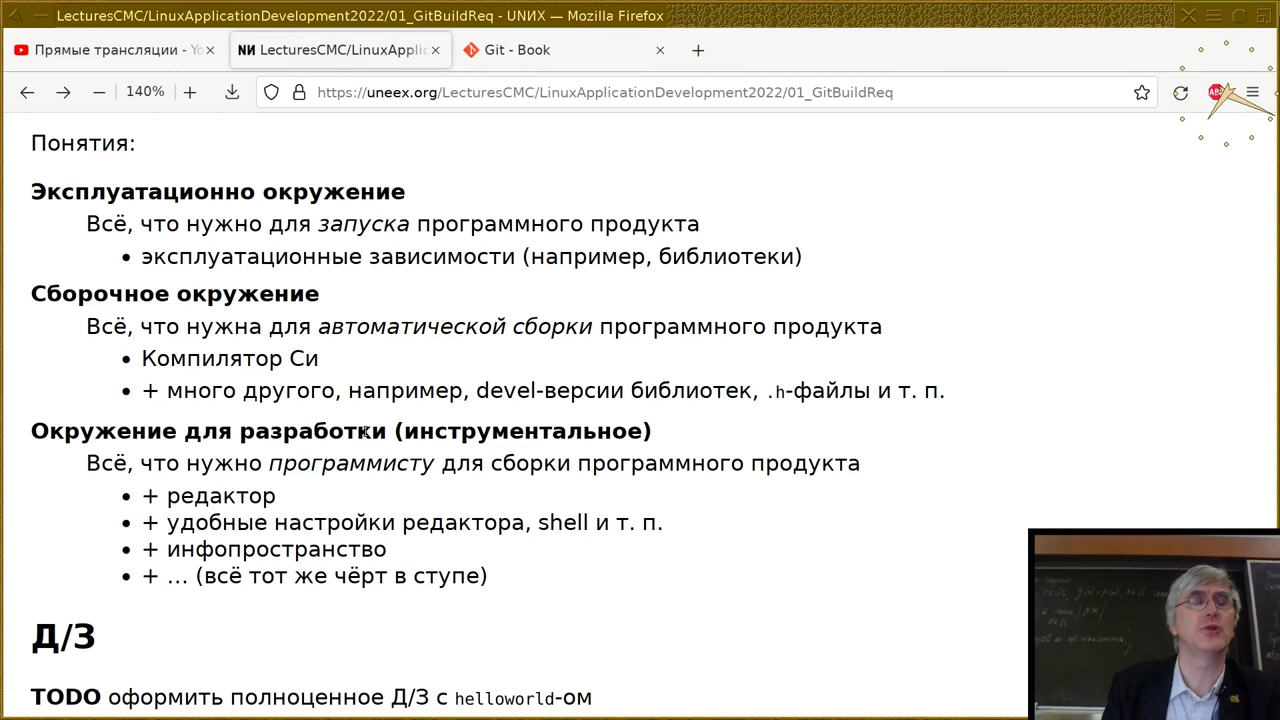 LecturesCMC/LinuxApplicationDevelopment2022/01_GitBuildReq - UNИX — Mozilla Firefox
Прямые трансляции - Yo
NИ LecturesCMC/LinuxApplic
Git - Book
140%
https://uneex.org/LecturesCMC/LinuxApplicationDevelopment2022/01_GitBuildReq
Понятия:
Эксплуатационно окружение
Всё, что нужно для запуска программного продукта
• эксплуатационные зависимости (например, библиотеки)
Сборочное окружение
Всё, что нужна для автоматической сборки программного продукта
• Компилятор Си
• + много другого, например, devel-версии библиотек, .h-файлы и т. п.
Окружение для разработки (инструментальное)
Всё, что нужно программисту для сборки программного продукта
• + редактор
• + удобные настройки редактора, shell и т. п.
• + инфопространство
• + … (всё тот же чёрт в ступе)
Д/З
TODO оформить полноценное Д/З с helloworld-ом